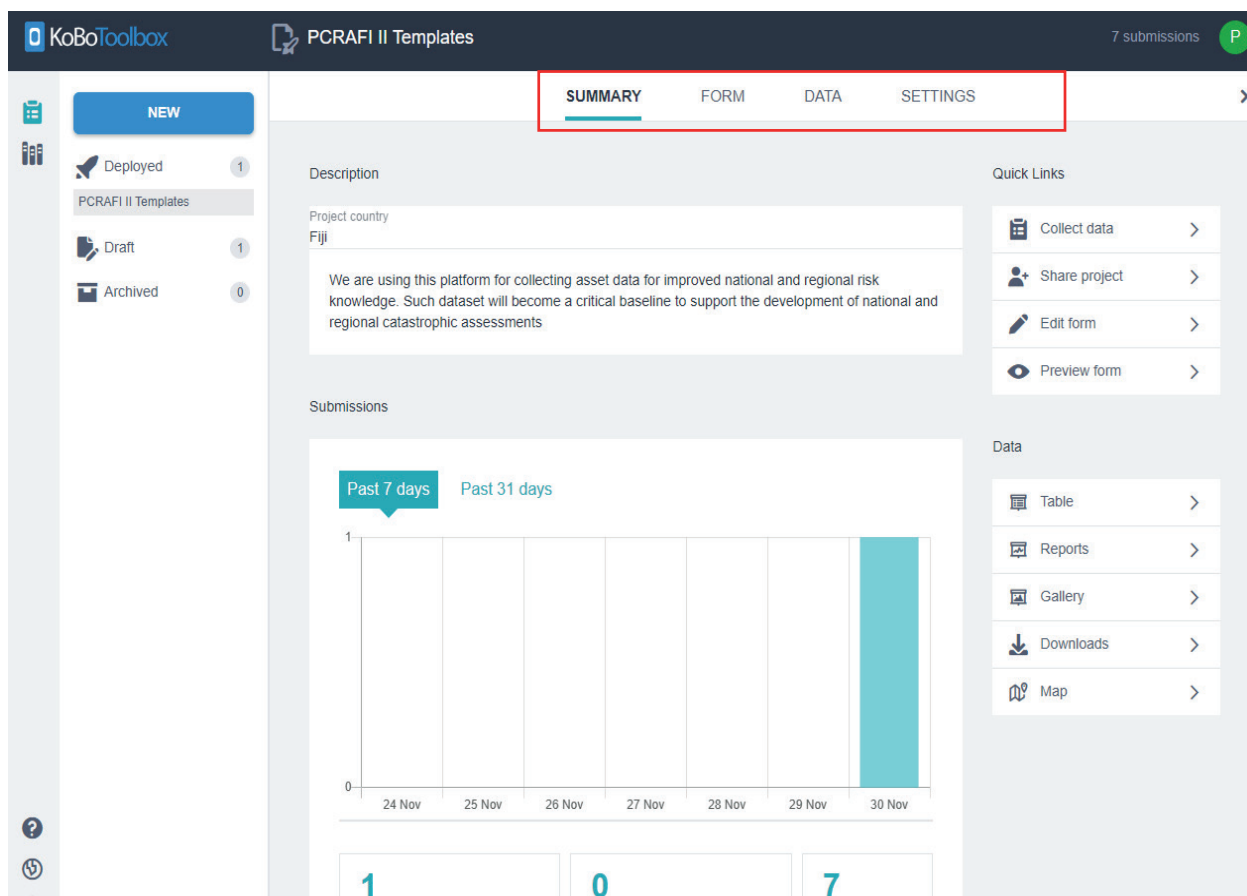 KoBoToolbox
PCRAFI II Templates
7 submissions
P
SUMMARY FORM DATA SETTINGS
NEW
Deployed 1
PCRAFI II Templates
Draft 1
Archived 0
Description
Project country
Fiji
We are using this platform for collecting asset data for improved national and regional risk
knowledge. Such dataset will become a critical baseline to support the development of national and
regional catastrophic assessments
Submissions
Past 7 days Past 31 days
1
0
24 Nov 25 Nov 26 Nov 27 Nov 28 Nov 29 Nov 30 Nov
1 0 7
Quick Links
Collect data
Share project
Edit form
Preview form
Data
Table
Reports
Gallery
Downloads
Map